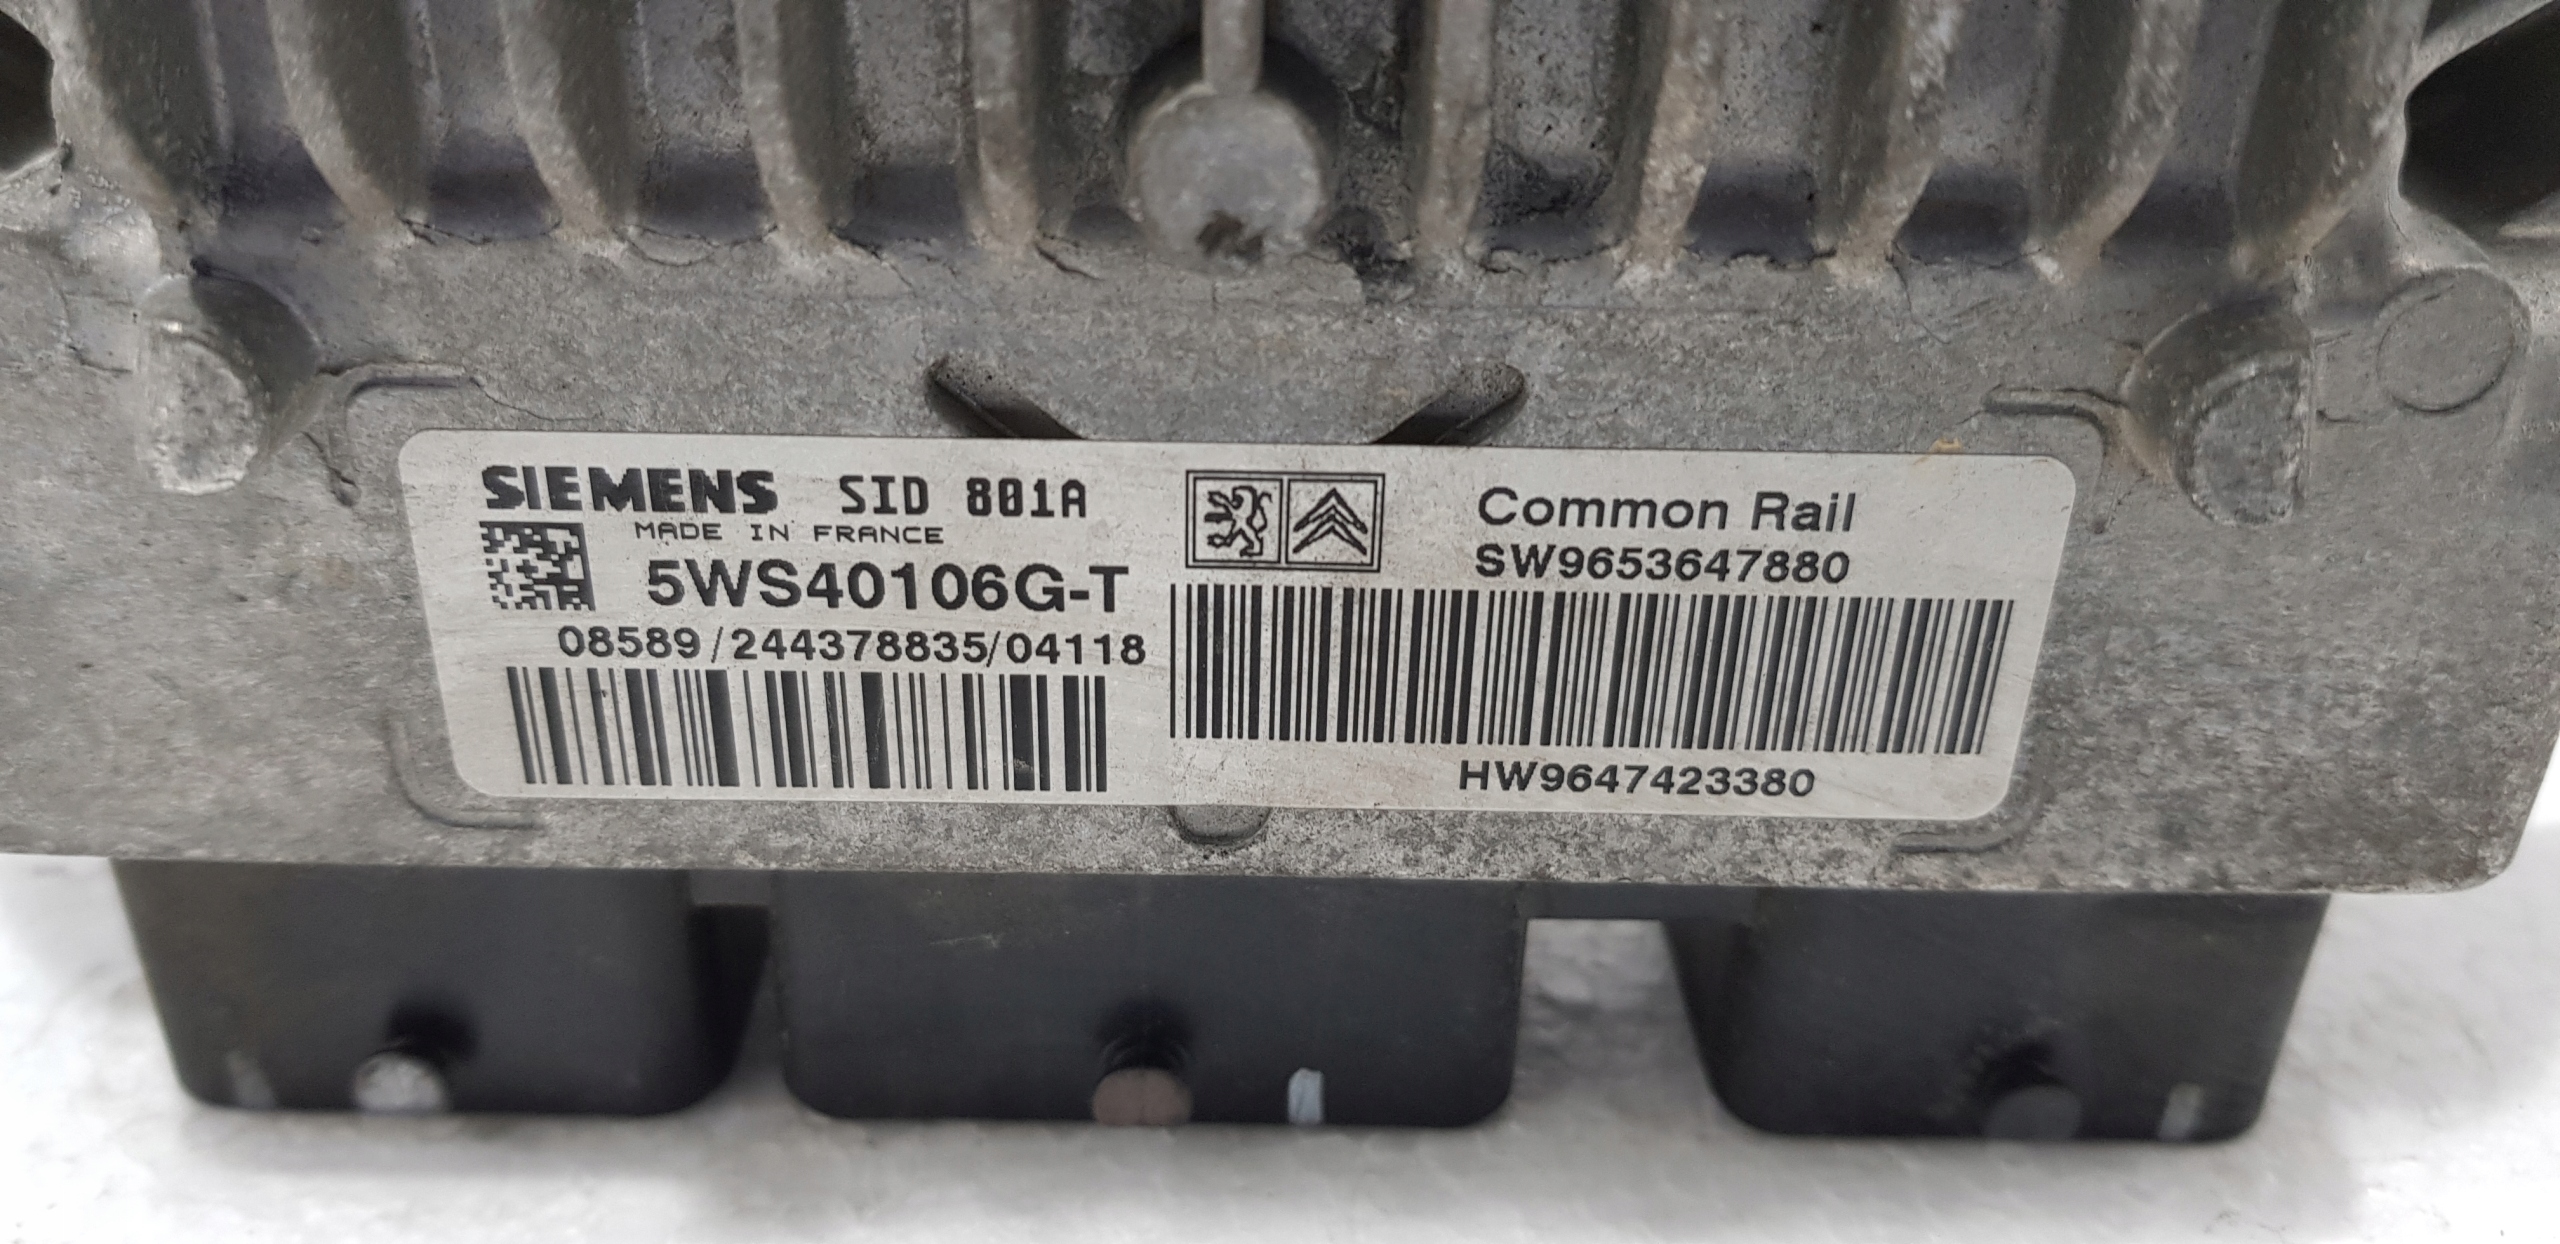 SIEMENS SID 801A
MADE IN FRANCE
5WS40106G-T
08589/244378835/04118
Common Rail
SW9653647880
HW9647423380